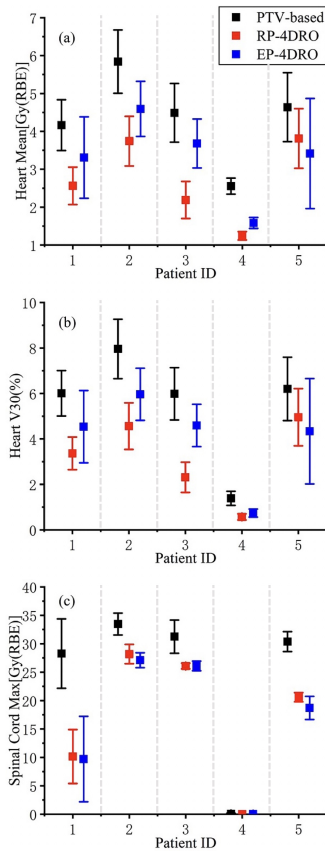 PTV-based
RP-4DRO
EP-4DRO
(a)
Heart Mean[Gy(RBE)]
7
6
5
4
3
2
1
1 2 3 4 5
Patient ID
(b)
Heart V30(%)
10
8
6
4
2
0
1 2 3 4 5
Patient ID
(c)
Spinal Cord Max[Gy(RBE)]
40
35
30
25
20
15
10
5
0
1 2 3 4 5
Patient ID